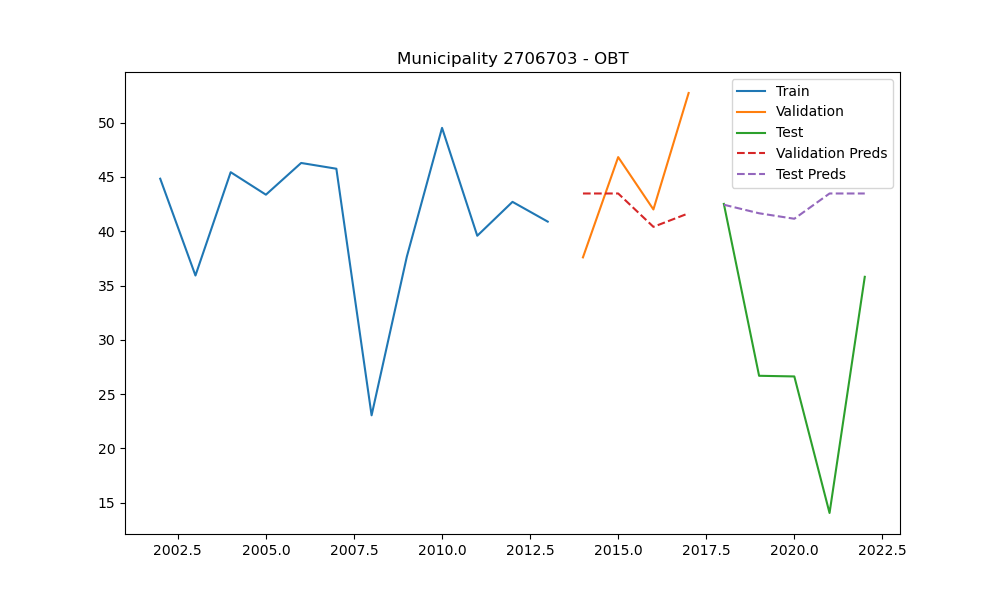 Municipality 2706703 - OBT
Train
Validation
Test
Validation Preds
Test Preds
50
45
40
35
30
25
20
15
2002.5 2005.0 2007.5 2010.0 2012.5 2015.0 2017.5 2020.0 2022.5